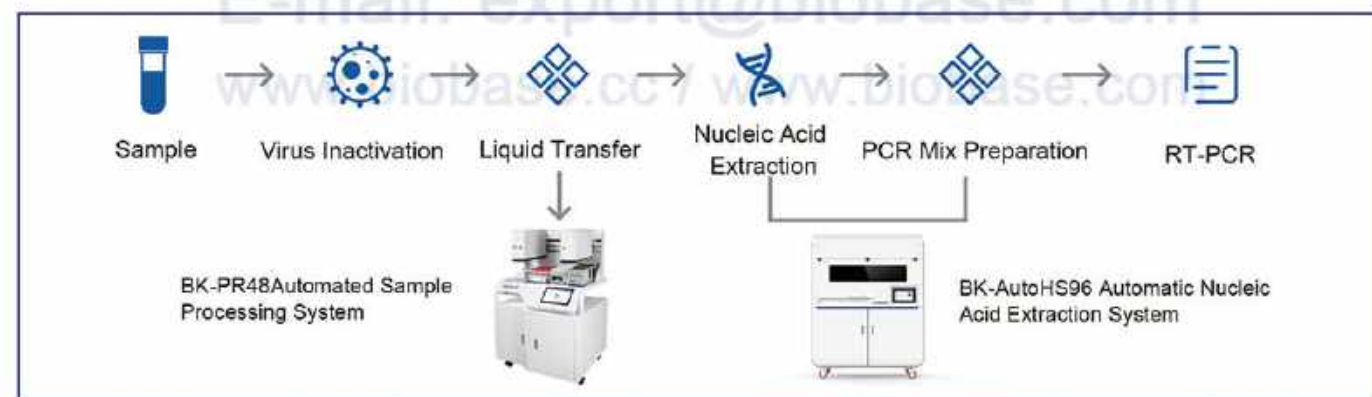 E-mail: export@biobase.com
www.biobase.cc / www.biobase.com
Sample
Virus Inactivation
Liquid Transfer
Nucleic Acid
Extraction
PCR Mix Preparation
RT-PCR
BK-PR48Automated Sample
Processing System
BK-AutoHS96 Automatic Nucleic
Acid Extraction System